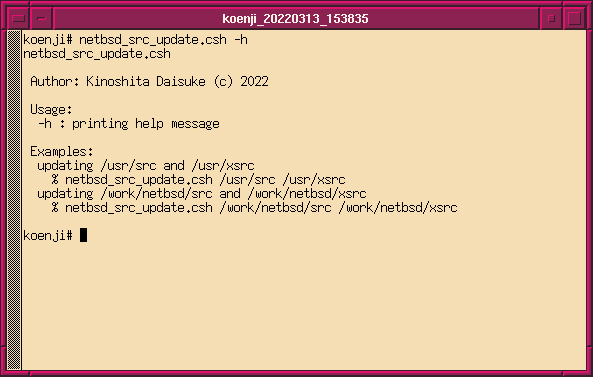 koenji_20220313_153835
koenji# netbsd_src_update.csh -h
netbsd_src_update.csh
Author: Kinoshita Daisuke (c) 2022
Usage:
-h : printing help message
Examples:
updating /usr/src and /usr/xsrc
% netbsd_src_update.csh /usr/src /usr/xsrc
updating /work/netbsd/src and /work/netbsd/xsrc
% netbsd_src_update.csh /work/netbsd/src /work/netbsd/xsrc
koenji#